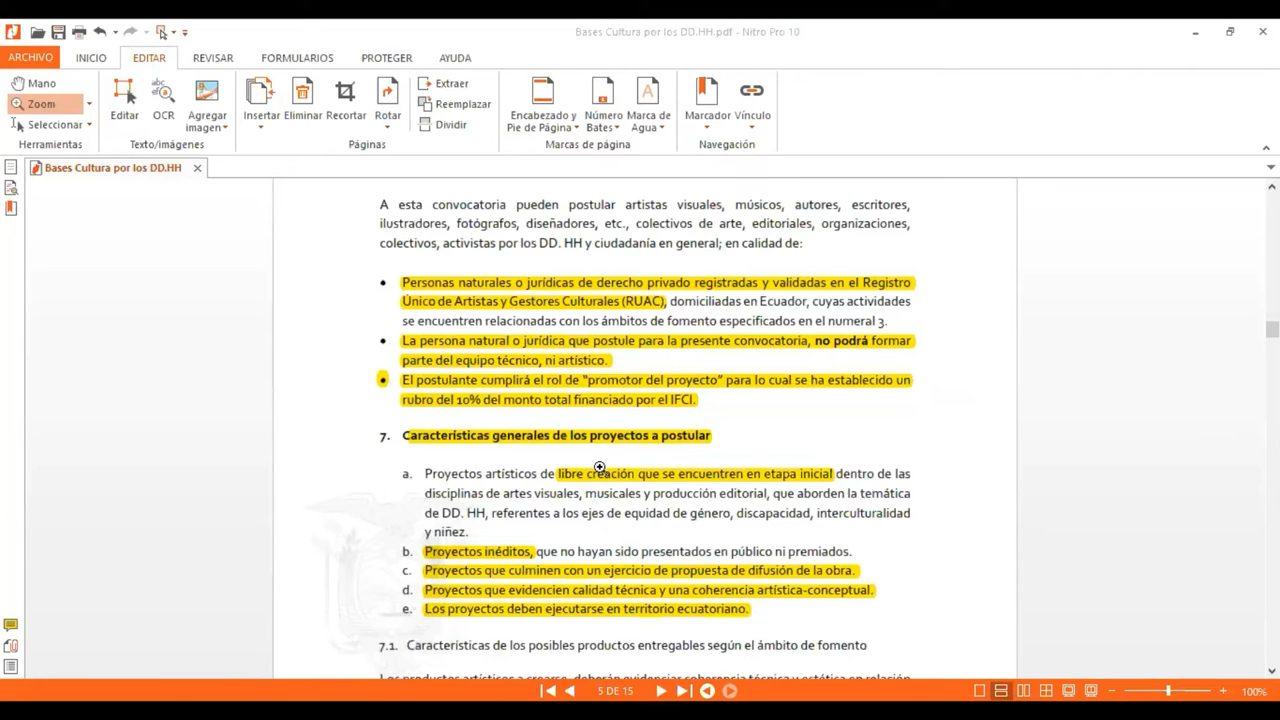 Bases Cultura por los DD.HH.pdf - Nitro Pro 10
ARCHIVO INICIO EDITAR REVISAR FORMULARIOS PROTEGER AYUDA
Mano
Zoom
Seleccionar
Herramientas
Editar
OCR
Agregar imagen
Texto/imágenes
Insertar
Eliminar
Recortar
Rotar
Extraer
Reemplazar
Dividir
Páginas
Encabezado y Pie de Página
Número Bates
Marca de Agua
Marcas de página
Marcador
Vínculo
Navegación
Bases Cultura por los DD.HH
A esta convocatoria pueden postular artistas visuales, músicos, autores, escritores,
ilustradores, fotógrafos, diseñadores, etc., colectivos de arte, editoriales, organizaciones,
colectivos, activistas por los DD. HH y ciudadanía en general; en calidad de:
• Personas naturales o jurídicas de derecho privado registradas y validadas en el Registro
Único de Artistas y Gestores Culturales (RUAC), domiciliadas en Ecuador, cuyas actividades
se encuentren relacionadas con los ámbitos de fomento especificados en el numeral 3.
• La persona natural o jurídica que postule para la presente convocatoria, no podrá formar
parte del equipo técnico, ni artístico.
• El postulante cumplirá el rol de “promotor del proyecto” para lo cual se ha establecido un
rubro del 10% del monto total financiado por el IFCI.
7. Características generales de los proyectos a postular
a. Proyectos artísticos de libre creación que se encuentren en etapa inicial dentro de las
disciplinas de artes visuales, musicales y producción editorial, que aborden la temática
de DD. HH, referentes a los ejes de equidad de género, discapacidad, interculturalidad
y niñez.
b. Proyectos inéditos, que no hayan sido presentados en público ni premiados.
c. Proyectos que culminen con un ejercicio de propuesta de difusión de la obra.
d. Proyectos que evidencien calidad técnica y una coherencia artística-conceptual.
e. Los proyectos deben ejecutarse en territorio ecuatoriano.
7.1. Características de los posibles productos entregables según el ámbito de fomento
Los productos artísticos a crearse, deberán evidenciar coherencia técnica y estética en relación
5 DE 15
100%